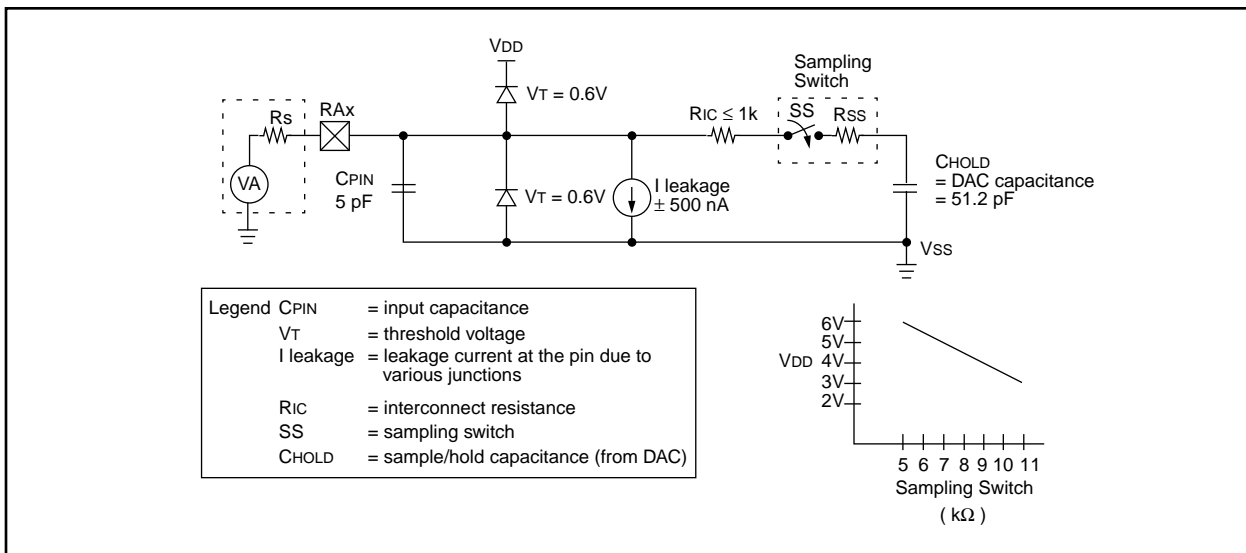 VDD
VT = 0.6V
Sampling
Switch
RIC ≤ 1k
SS
RSS
Rs
RAx
VA
CPIN
5 pF
VT = 0.6V
I leakage
± 500 nA
CHOLD
= DAC capacitance
= 51.2 pF
VSS
Legend CPIN = input capacitance
VT = threshold voltage
I leakage = leakage current at the pin due to
various junctions
RIC = interconnect resistance
SS = sampling switch
CHOLD = sample/hold capacitance (from DAC)
VDD
6V
5V
4V
3V
2V
5 6 7 8 9 10 11
Sampling Switch
( kΩ )